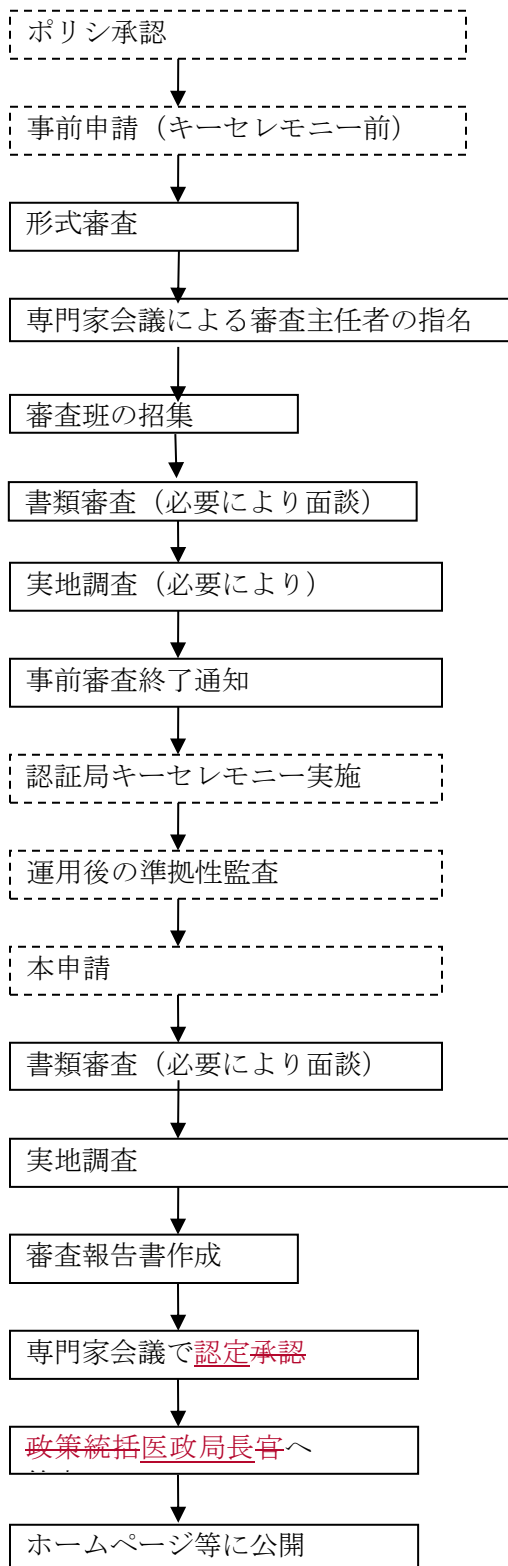 ポリシ承認
事前申請（キーセレモニー前）
形式審査
専門家会議による審査主任者の指名
審査班の招集
書類審査（必要により面談）
実地調査（必要により）
事前審査終了通知
認証局キーセレモニー実施
運用後の準拠性監査
本申請
書類審査（必要により面談）
実地調査
審査報告書作成
専門家会議で認定承認
政策統括医政局長官へ
ホームページ等に公開